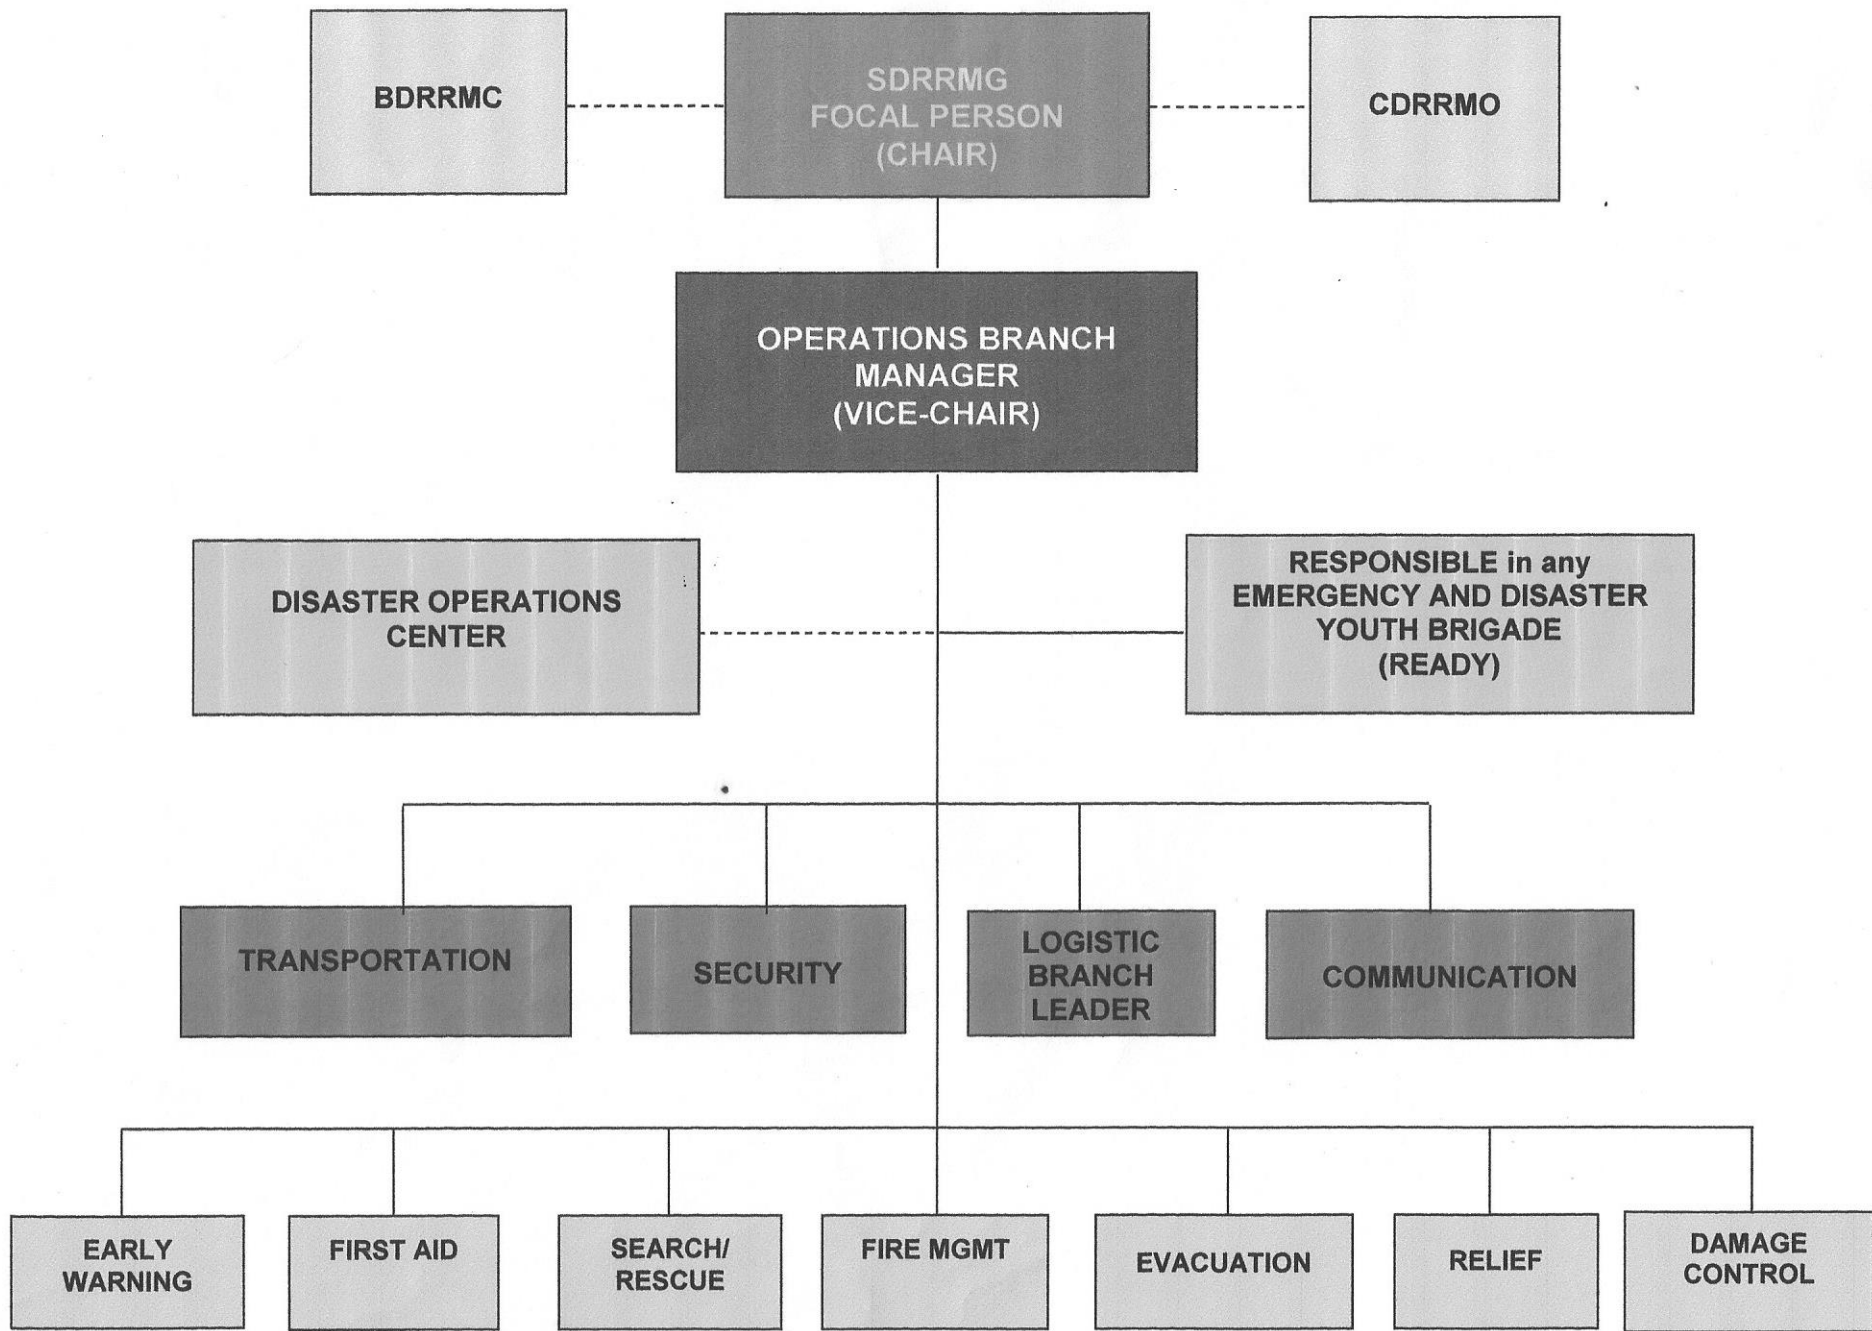 BDRRMC
SDRRMG
FOCAL PERSON
(CHAIR)
CDRRMO
OPERATIONS BRANCH
MANAGER
(VICE-CHAIR)
DISASTER OPERATIONS
CENTER
RESPONSIBLE in any
EMERGENCY AND DISASTER
YOUTH BRIGADE
(READY)
TRANSPORTATION
SECURITY
LOGISTIC
BRANCH
LEADER
COMMUNICATION
EARLY
WARNING
FIRST AID
SEARCH/
RESCUE
FIRE MGMT
EVACUATION
RELIEF
DAMAGE
CONTROL